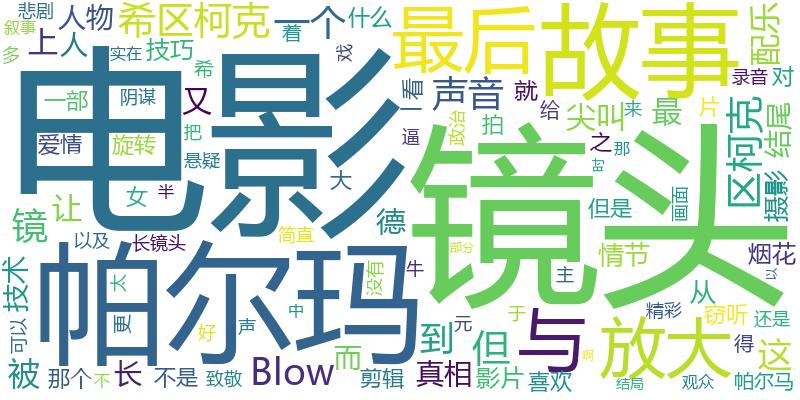 悲剧 人物 希区柯克 一个 什么 最后 故事 配乐
叙事 上 人 着 戏 录音 对
多 实在 技巧 希 一看 声音 就 给 来 片
一部 阴谋 又 尖叫 最 区柯克 结尾
电影 镜头
爱情 旋转 把 逼 政治 拍 之 那 摄影
悬疑 女 半 大 却 但是 画面
镜 让 德 烟花
以及 长镜头 简直 部分 情节
技术 帕尔玛 没有 牛 主 从 以
太 到 但 与 于 精彩 窃听 还是
可以 更 好 声 中 元 放大 得 这
被 那个 不 长 不是 致敬 Blow 而 剪辑 真相 影片 喜欢 啊 结局 观众 帕尔马